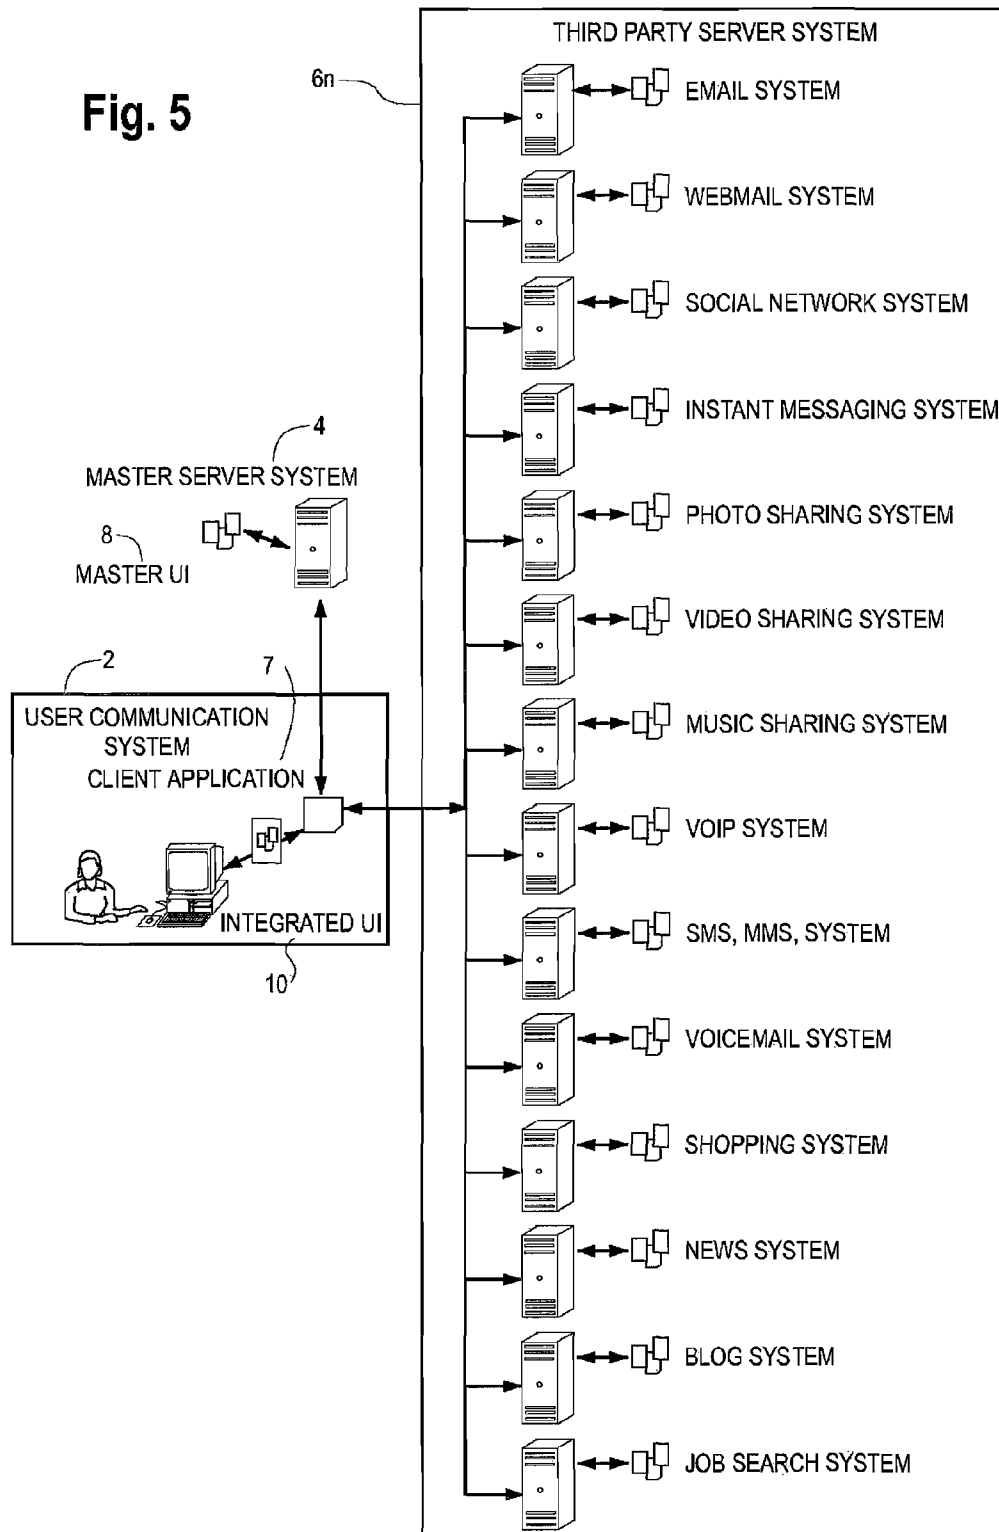 Fig. 5
THIRD PARTY SERVER SYSTEM
6n
EMAIL SYSTEM
WEBMAIL SYSTEM
SOCIAL NETWORK SYSTEM
INSTANT MESSAGING SYSTEM
PHOTO SHARING SYSTEM
VIDEO SHARING SYSTEM
MUSIC SHARING SYSTEM
VOIP SYSTEM
SMS, MMS, SYSTEM
VOICEMAIL SYSTEM
SHOPPING SYSTEM
NEWS SYSTEM
BLOG SYSTEM
JOB SEARCH SYSTEM
4
MASTER SERVER SYSTEM
8
MASTER UI
2
7
USER COMMUNICATION
SYSTEM
CLIENT APPLICATION
INTEGRATED UI
10